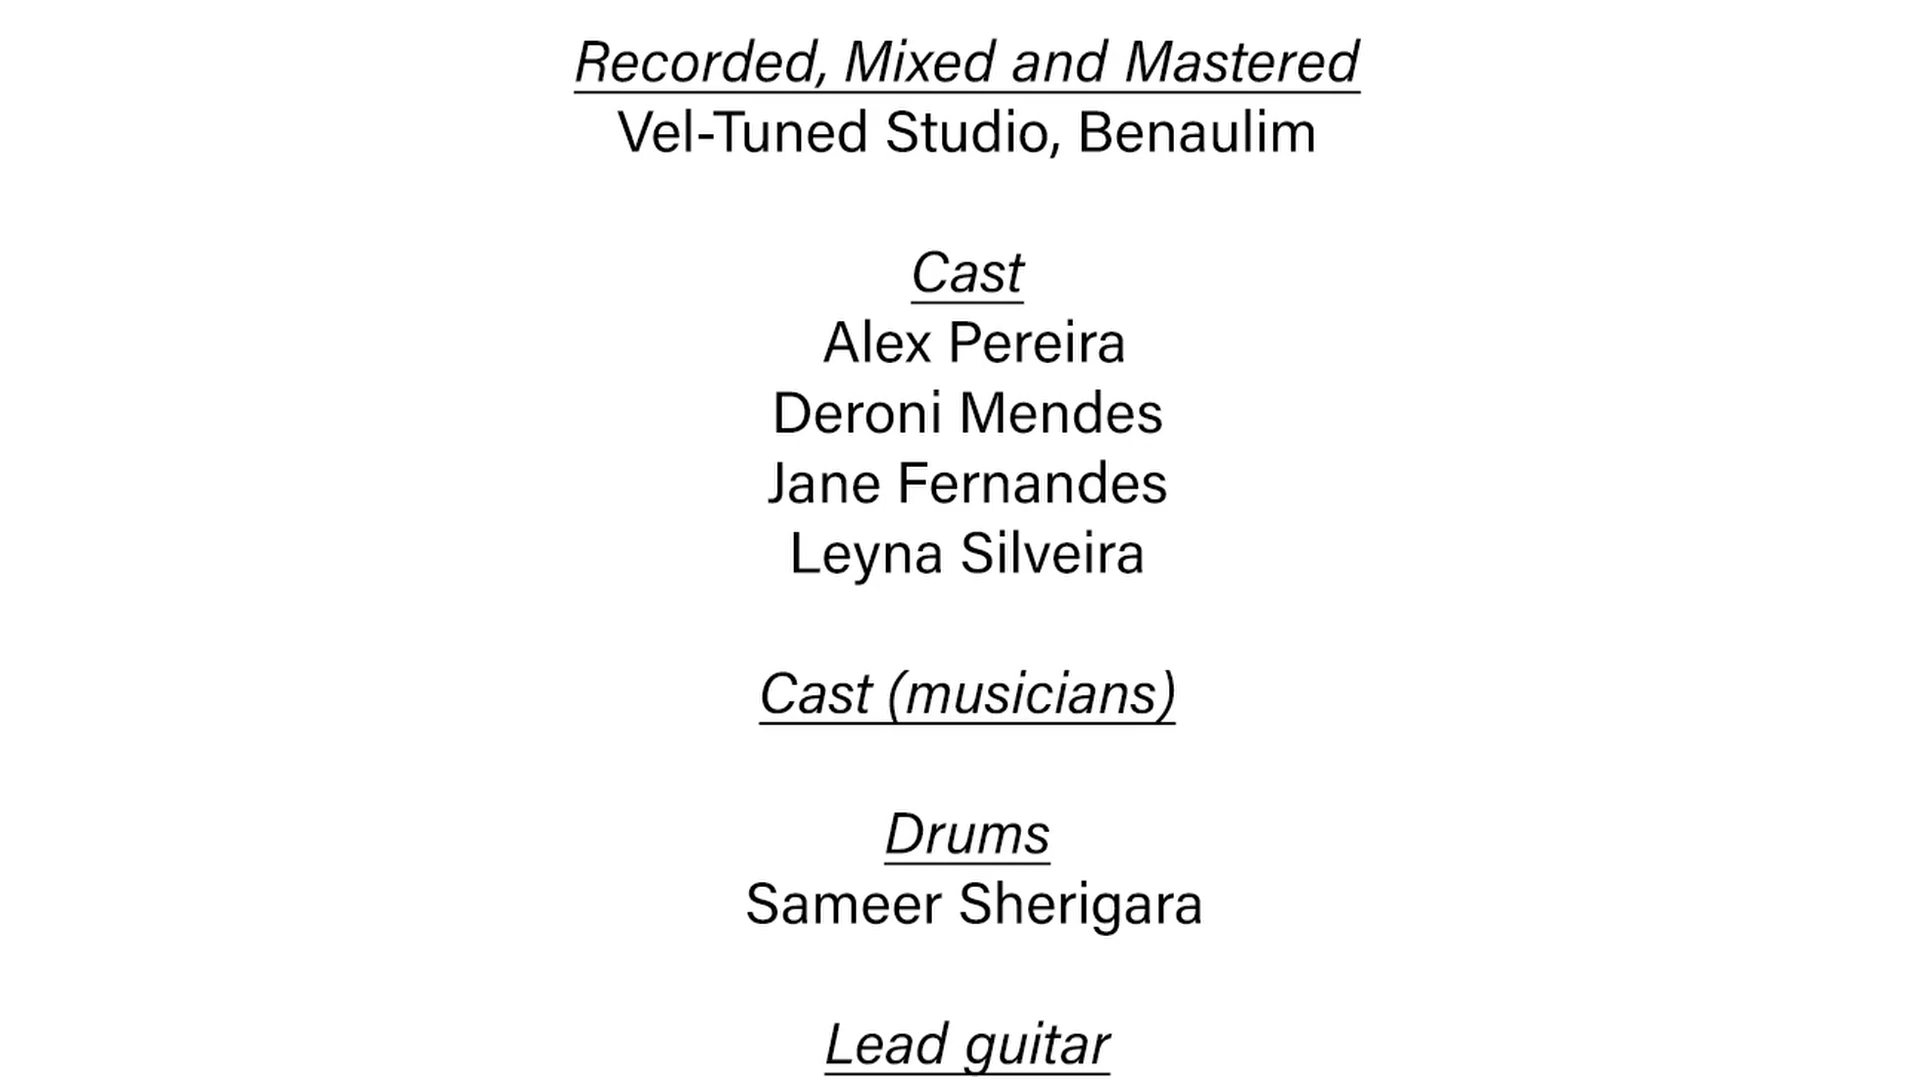 Recorded, Mixed and Mastered
Vel-Tuned Studio, Benaulim
Cast
Alex Pereira
Deroni Mendes
Jane Fernandes
Leyna Silveira
Cast (musicians)
Drums
Sameer Sherigara
Lead guitar